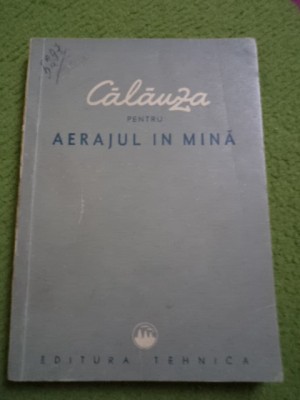 Călăuza
PENTRU
AERAJUL IN MINĂ
EDITURA TEHNICA